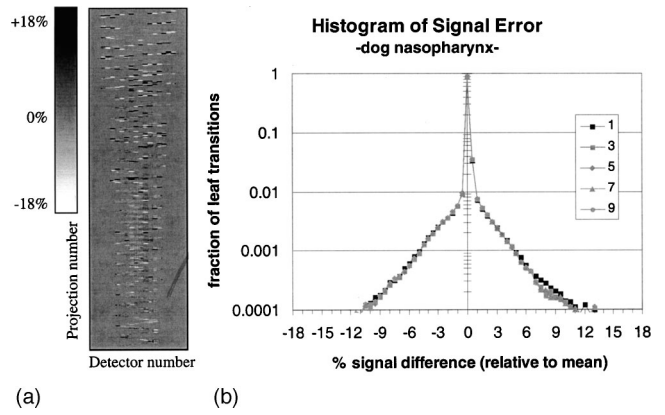 +18%
0%
-18%
Projection number
Detector number
(a)
Histogram of Signal Error
-dog nasopharynx-
fraction of leaf transitions
1
0.1
0.01
0.001
0.0001
-18 -15 -12 -9 -6 -3 0 3 6 9 12 15 18
% signal difference (relative to mean)
1
3
5
7
9
(b)